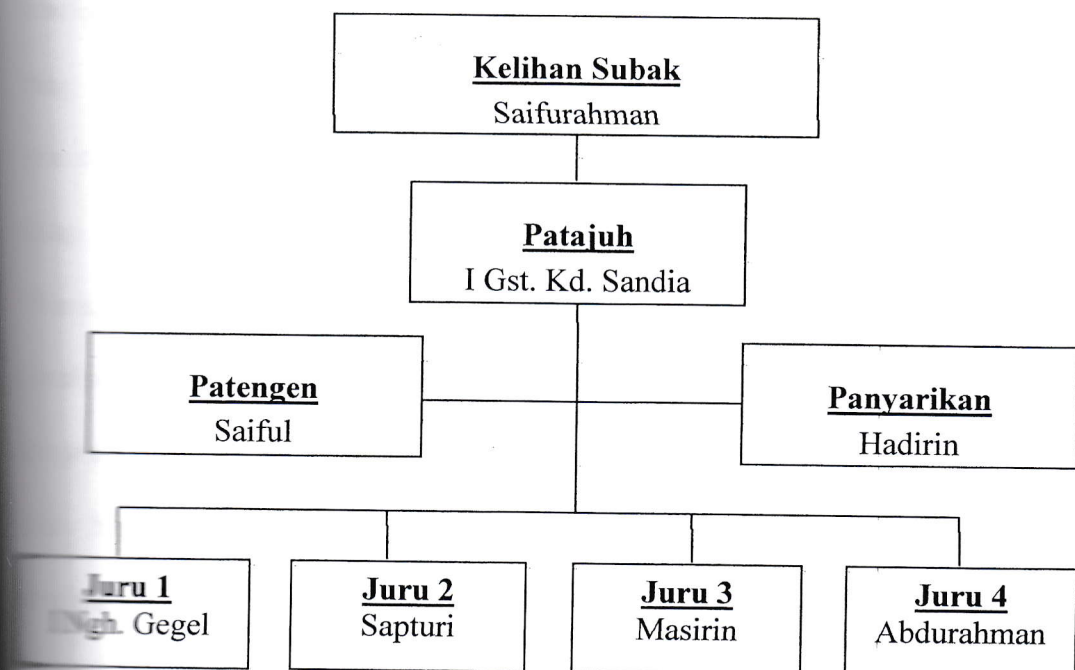 Kelihan Subak
Saifurahman
Patajuh
I Gst. Kd. Sandia
Patengen
Saiful
Panyarikan
Hadirin
Juru 1
I Ngh. Gegel
Juru 2
Sapturi
Juru 3
Masirin
Juru 4
Abdurahman